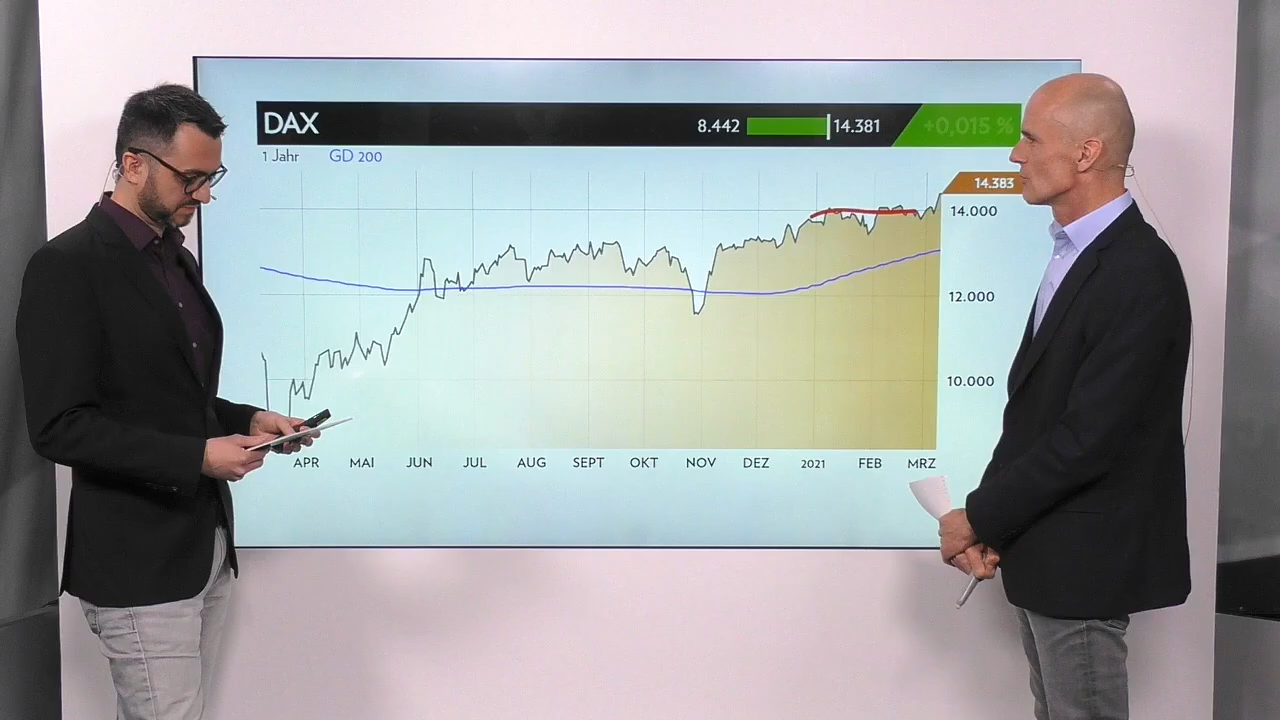 DAX 8.442 14.381 +0,015 %
1 Jahr GD 200
14.383
14.000
12.000
10.000
APR MAI JUN JUL AUG SEPT OKT NOV DEZ 2021 FEB MRZ